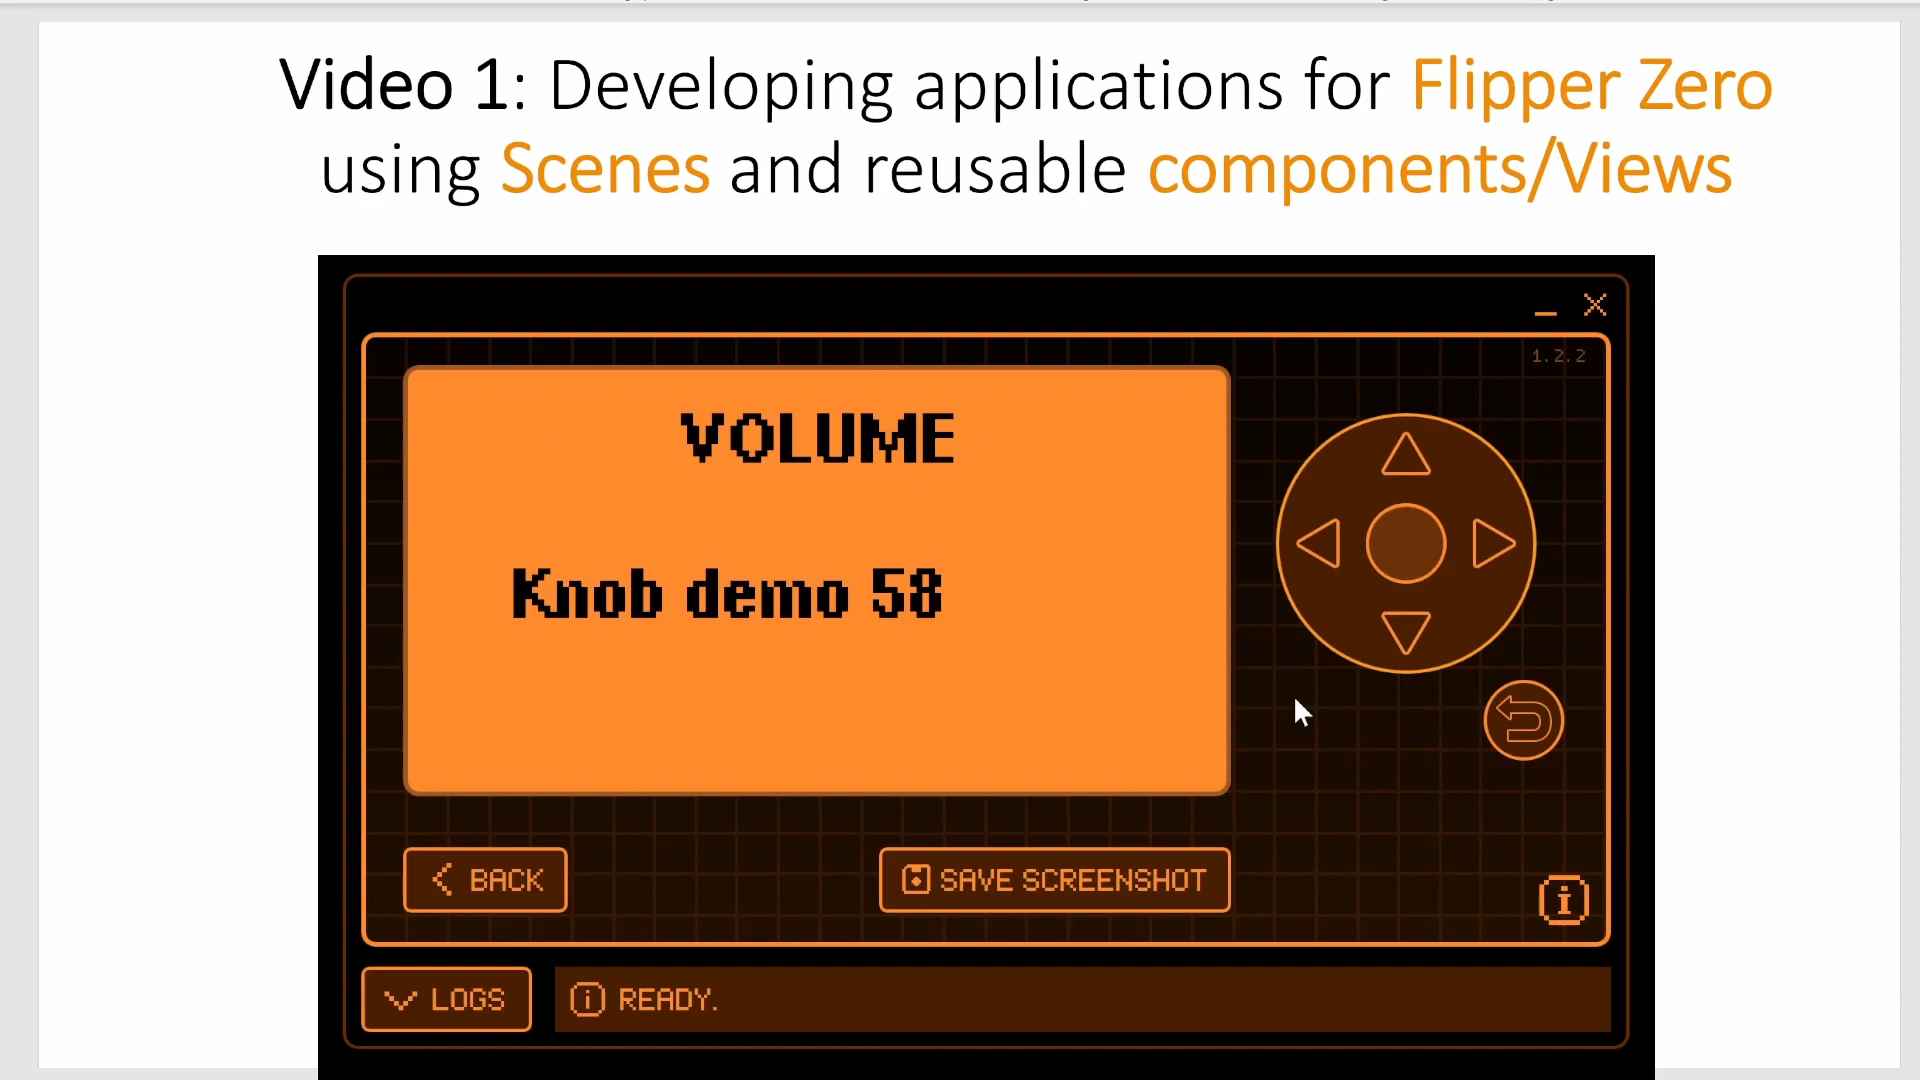 Video 1: Developing applications for Flipper Zero
using Scenes and reusable components/Views
1.2.2
VOLUME
Knob demo 58
BACK
SAVE SCREENSHOT
LOGS
READY.